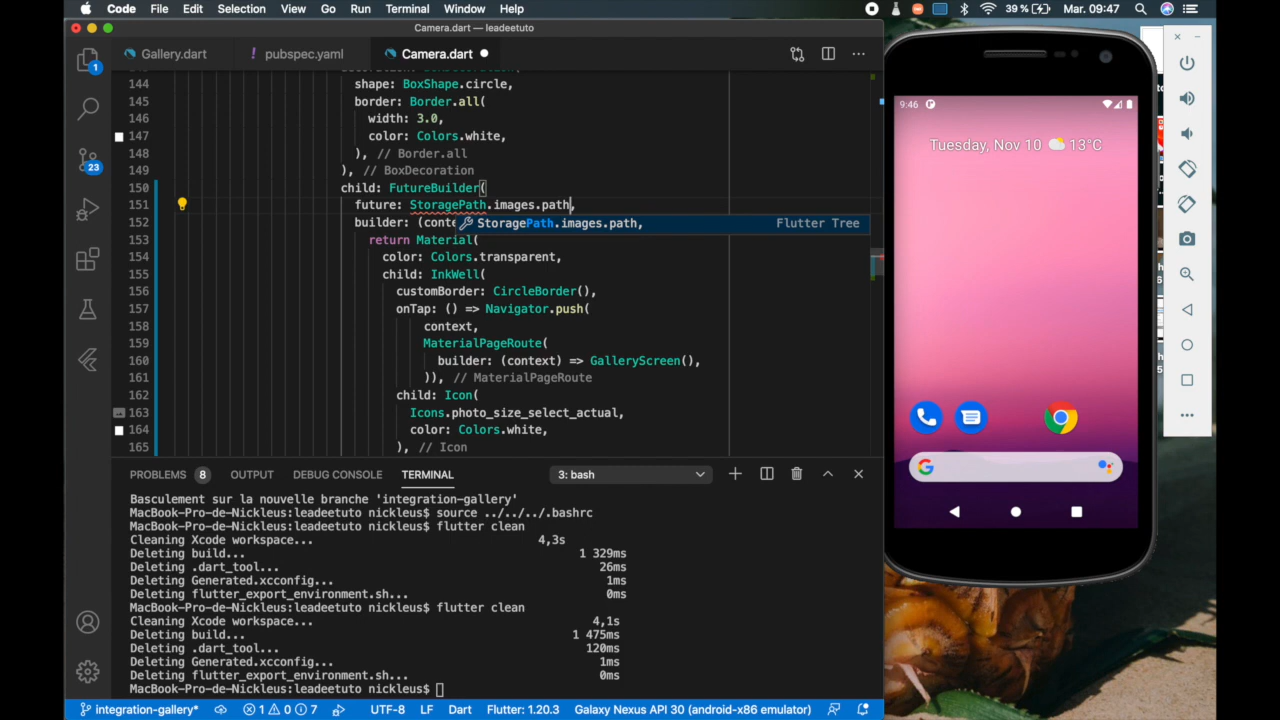 Code File Edit Selection View Go Run Terminal Window Help 39 % Mar. 09:47
Camera.dart — leadeetuto
Gallery.dart ! pubspec.yaml Camera.dart
144 shape: BoxShape.circle,
145 border: Border.all(
146 width: 3.0,
147 color: Colors.white,
148 ), // Border.all
149 ), // BoxDecoration
150 child: FutureBuilder(
151 future: StoragePath.images.path,
152 builder: (conte
StoragePath.images.path, Flutter Tree
153 return Material(
154 color: Colors.transparent,
155 child: InkWell(
156 customBorder: CircleBorder(),
157 onTap: () => Navigator.push(
158 context,
159 MaterialPageRoute(
160 builder: (context) => GalleryScreen(),
161 )), // MaterialPageRoute
162 child: Icon(
163 Icons.photo_size_select_actual,
164 color: Colors.white,
165 ), // Icon
1
23
PROBLEMS 8 OUTPUT DEBUG CONSOLE TERMINAL 3: bash
Basculement sur la nouvelle branche 'integration-gallery'
MacBook-Pro-de-Nickleus:leadeetuto nickleus$ source ../../../.bashrc
MacBook-Pro-de-Nickleus:leadeetuto nickleus$ flutter clean
Cleaning Xcode workspace... 4,3s
Deleting build... 1 329ms
Deleting .dart_tool... 26ms
Deleting Generated.xcconfig... 1ms
Deleting flutter_export_environment.sh... 0ms
MacBook-Pro-de-Nickleus:leadeetuto nickleus$ flutter clean
Cleaning Xcode workspace... 4,1s
Deleting build... 1 475ms
Deleting .dart_tool... 120ms
Deleting Generated.xcconfig... 1ms
Deleting flutter_export_environment.sh... 0ms
MacBook-Pro-de-Nickleus:leadeetuto nickleus$
integration-gallery* 1 0 7 UTF-8 LF Dart Flutter: 1.20.3 Galaxy Nexus API 30 (android-x86 emulator)
9:46
Tuesday, Nov 10 13°C